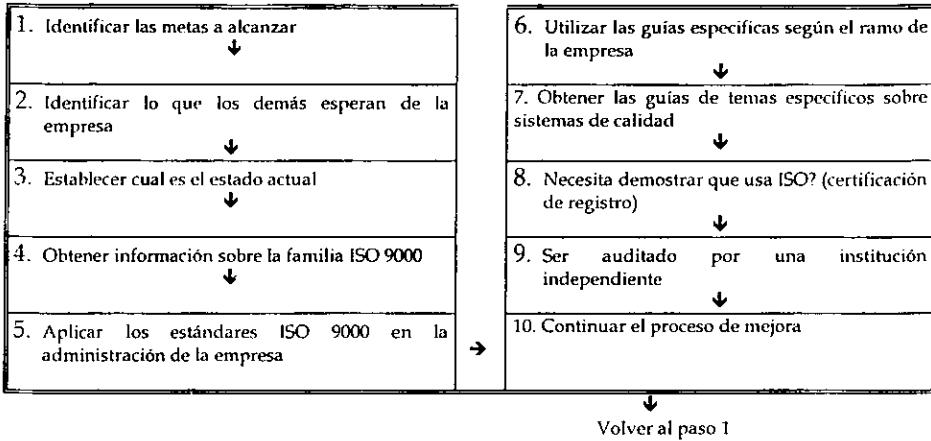 1. Identificar las metas a alcanzar
2. Identificar lo que los demás esperan de la
empresa
3. Establecer cual es el estado actual
4. Obtener información sobre la familia ISO 9000
5. Aplicar los estándares ISO 9000 en la
administración de la empresa
6. Utilizar las guías especificas según el ramo de
la empresa
7. Obtener las guías de temas específicos sobre
sistemas de calidad
8. Necesita demostrar que usa ISO? (certificación
de registro)
9. Ser auditado por una institución
independiente
10. Continuar el proceso de mejora
Volver al paso 1